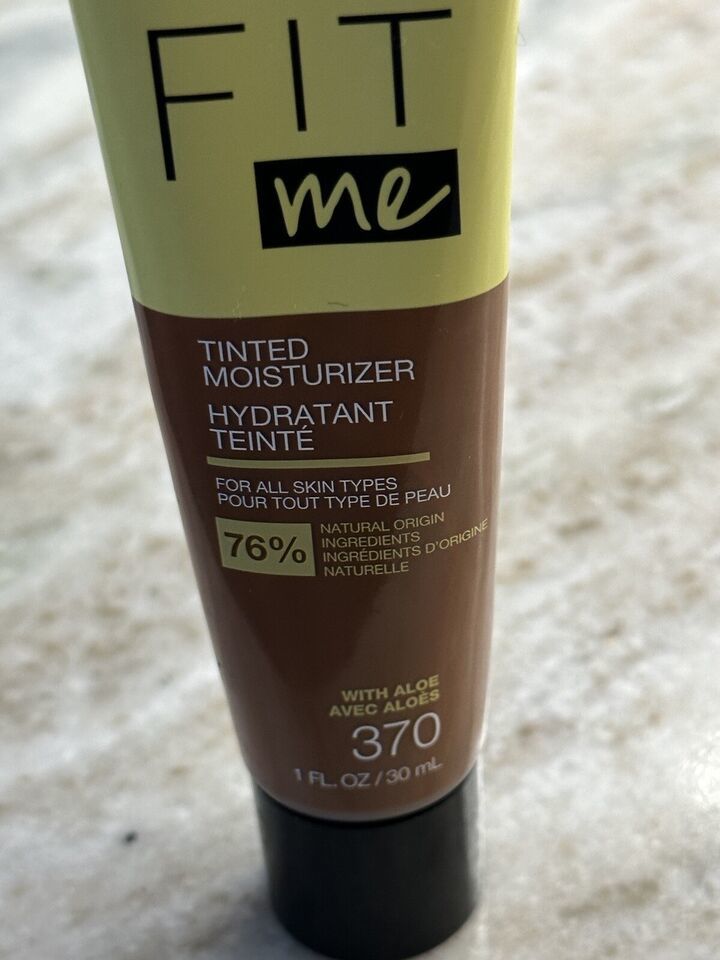 FIT
me
TINTED
MOISTURIZER
HYDRATANT
TEINTÉ
FOR ALL SKIN TYPES
POUR TOUT TYPE DE PEAU
76%
NATURAL ORIGIN
INGREDIENTS
INGRÉDIENTS D'ORIGINE
NATURELLE
WITH ALOE
AVEC ALOÈS
370
1 FL. OZ / 30 mL